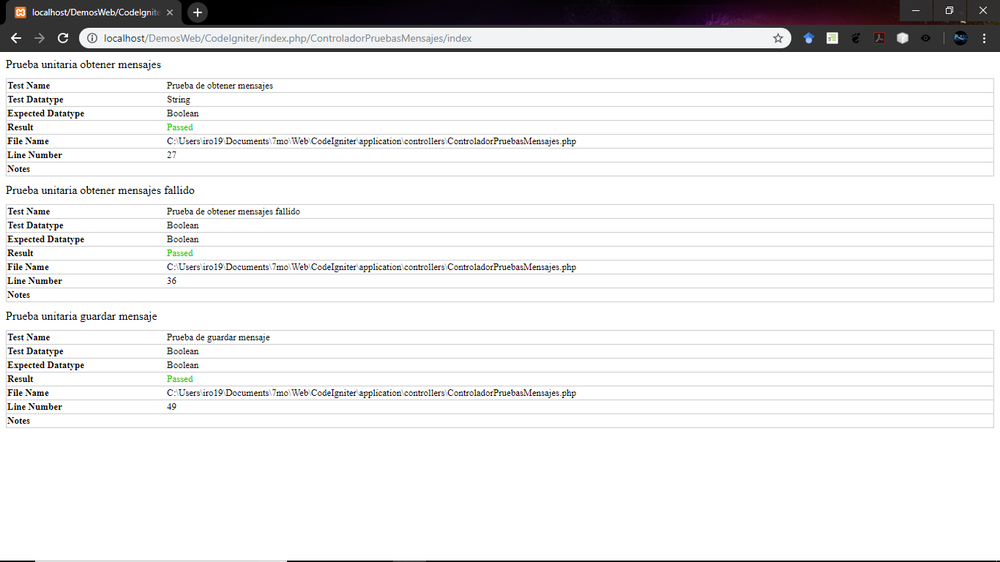 localhost/DemosWeb/CodeIgnite
localhost/DemosWeb/CodeIgniter/index.php/ControladorPruebasMensajes/index
Prueba unitaria obtener mensajes
Test Name Prueba de obtener mensajes
Test Datatype String
Expected Datatype Boolean
Result Passed
File Name C:\Users\iro19\Documents\7mo\Web\CodeIgniter\application\controllers\ControladorPruebasMensajes.php
Line Number 27
Notes
Prueba unitaria obtener mensajes fallido
Test Name Prueba de obtener mensajes fallido
Test Datatype Boolean
Expected Datatype Boolean
Result Passed
File Name C:\Users\iro19\Documents\7mo\Web\CodeIgniter\application\controllers\ControladorPruebasMensajes.php
Line Number 36
Notes
Prueba unitaria guardar mensaje
Test Name Prueba de guardar mensaje
Test Datatype Boolean
Expected Datatype Boolean
Result Passed
File Name C:\Users\iro19\Documents\7mo\Web\CodeIgniter\application\controllers\ControladorPruebasMensajes.php
Line Number 49
Notes